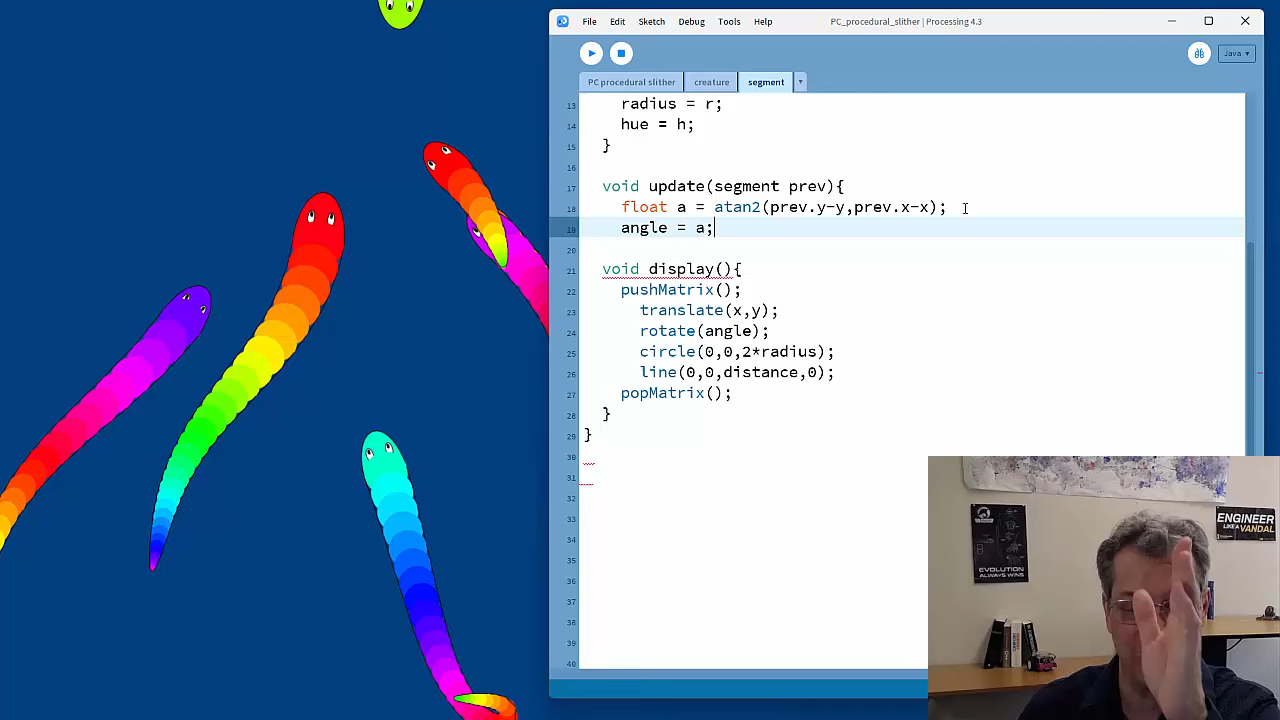 File Edit Sketch Debug Tools Help
PC_procedural_slither | Processing 4.3
Java ▾
PC procedural slither creature segment
13 radius = r;
14 hue = h;
15 }
16
17 void update(segment prev){
18 float a = atan2(prev.y-y,prev.x-x);
19 angle = a;
20
21 void display(){
22 pushMatrix();
23 translate(x,y);
24 rotate(angle);
25 circle(0,0,2*radius);
26 line(0,0,distance,0);
27 popMatrix();
28 }
29 }
30
31
32
33
34
35
36
37
38
39
40
EVOLUTION
ALWAYS WINS
ENGINEER
LIKE A VANDAL